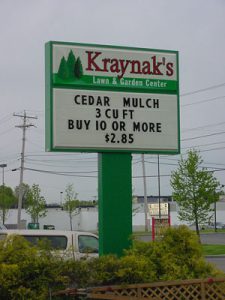 Kraynak's
Lawn & Garden Center
CEDAR MULCH
3 CU FT
BUY 10 OR MORE
$2.85